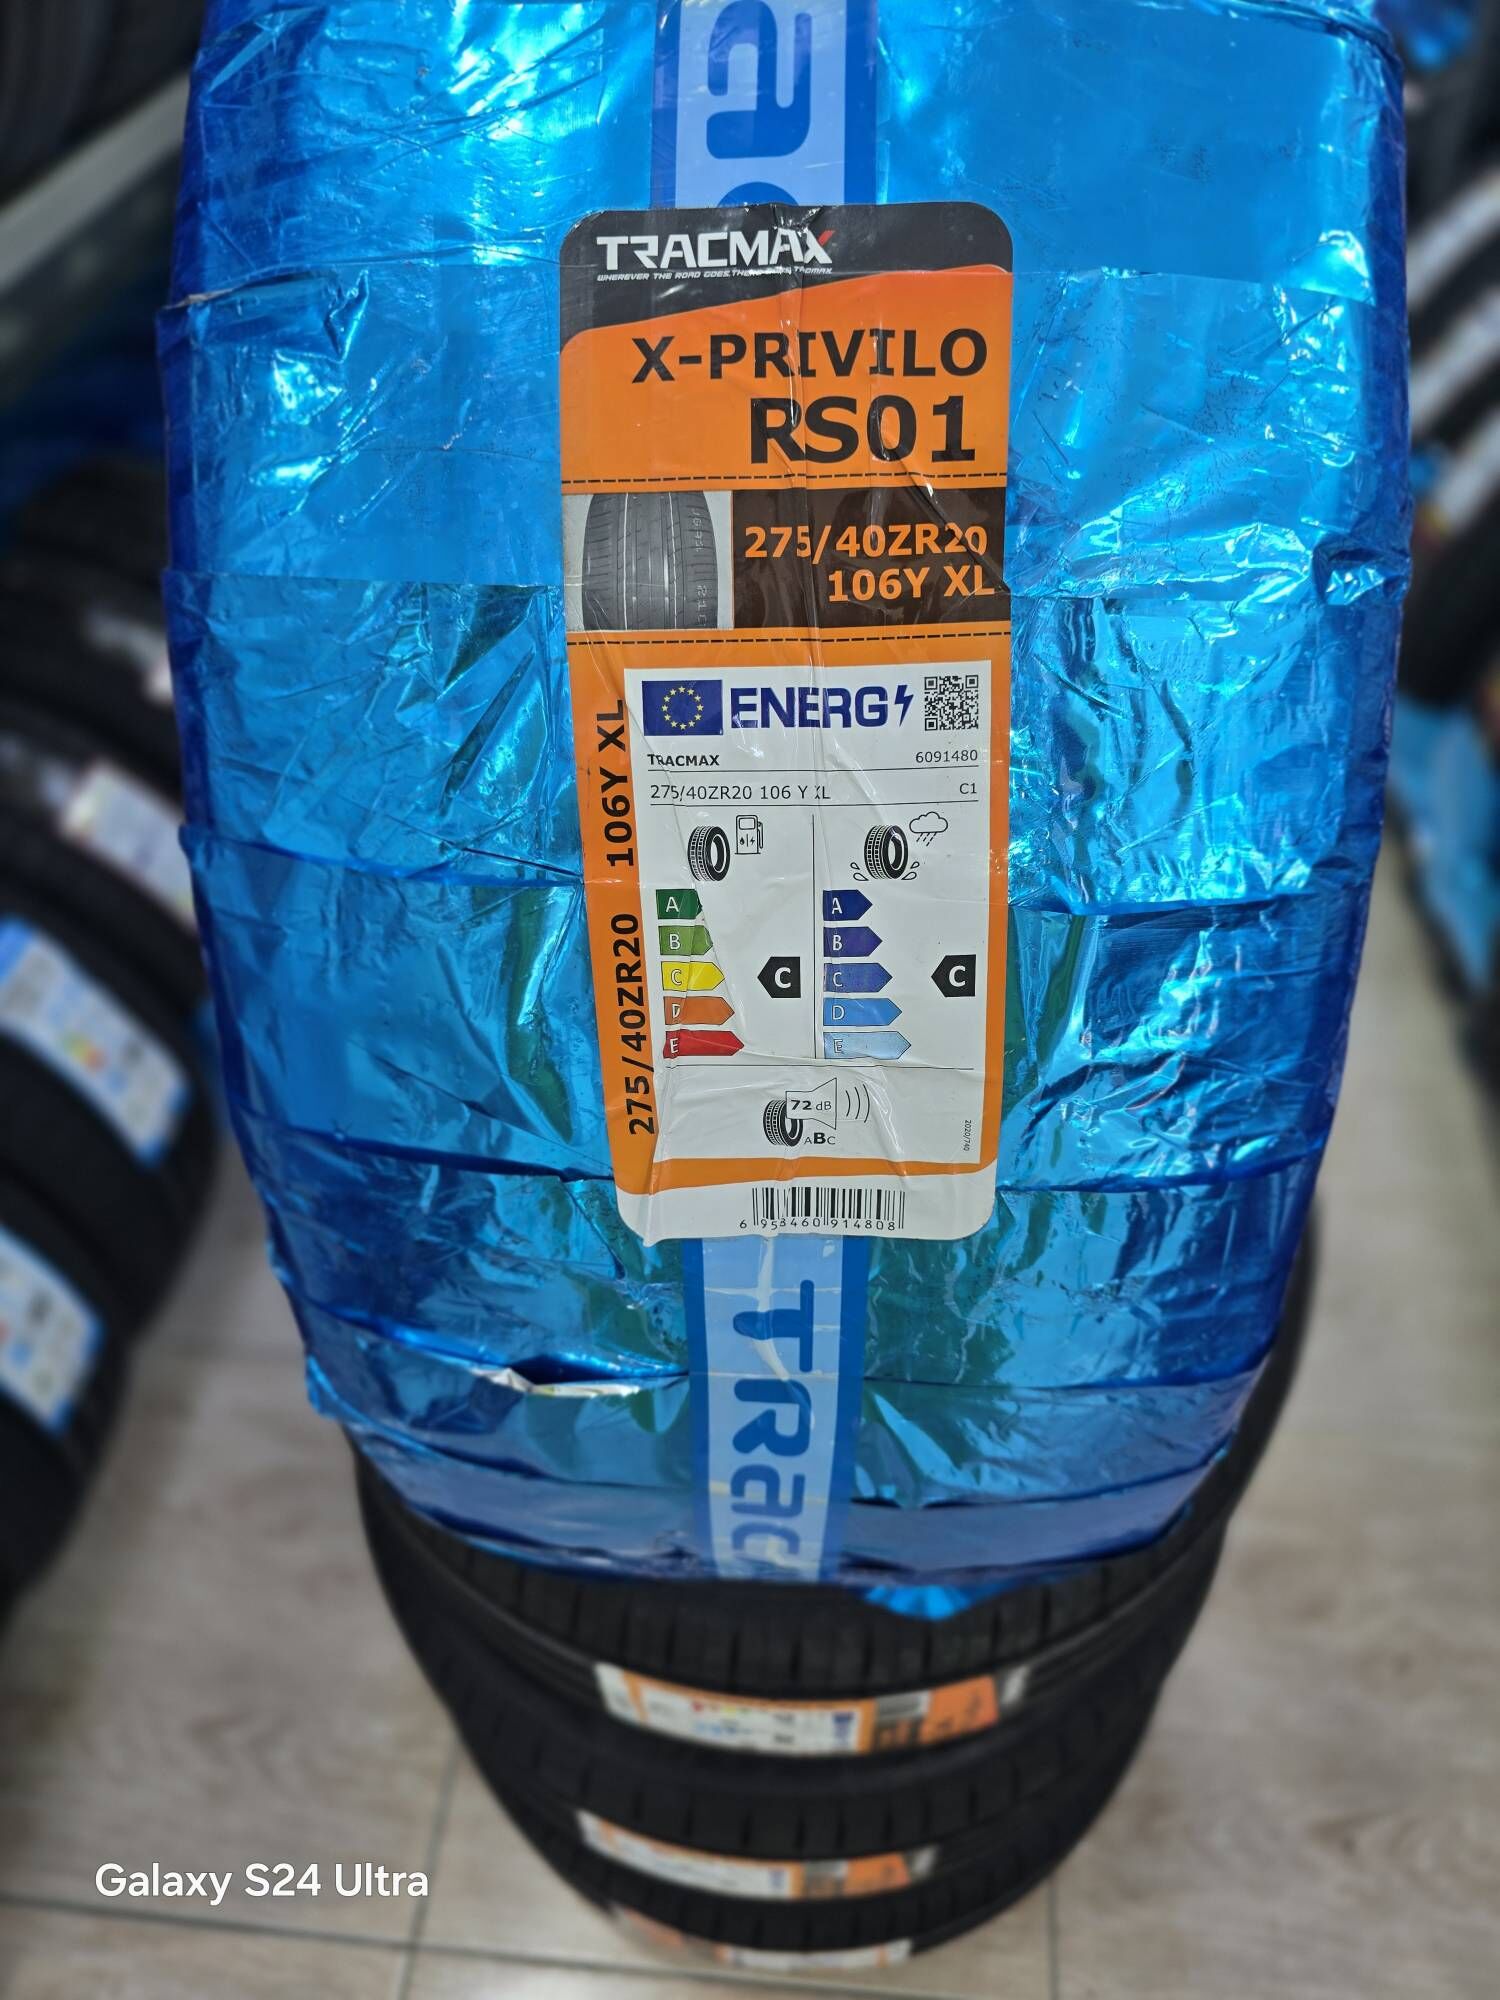 TRACMAX
WHEREVER THE ROAD GOES, THERE GOES TRACMAX.
X-PRIVILO
RS01
275/40ZR20
106Y XL
275/40ZR20 106Y XL
ENERG
TRACMAX 6091480
275/40ZR20 106 Y XL C1
A A
B B
C C C C
D D
E E
72 dB
ABC
2020/740
6 958460 914808
Trac
Galaxy S24 Ultra